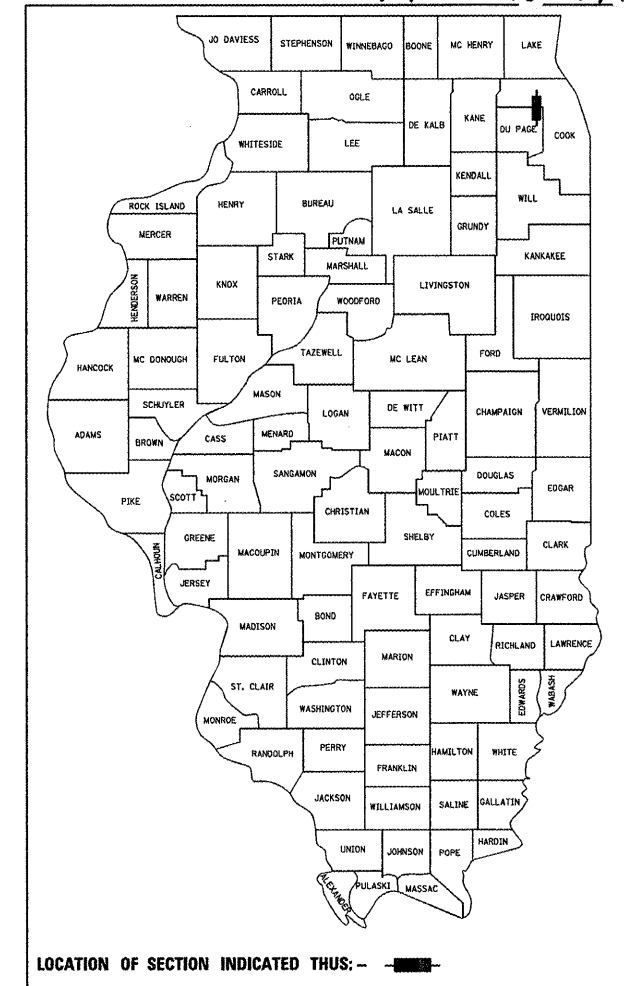 JO DAVIESS
STEPHENSON
WINNEBAGO
BOONE
MC HENRY
LAKE
CARROLL
OGLE
DE KALB
KANE
DU PAGE
COOK
WHITESIDE
LEE
KENDALL
WILL
ROCK ISLAND
HENRY
BUREAU
LA SALLE
GRUNDY
MERCER
PUTNAM
STARK
MARSHALL
KANKAKEE
HENDERSON
WARREN
KNOX
PEORIA
WOODFORD
LIVINGSTON
IROQUOIS
HANCOCK
MC DONOUGH
FULTON
TAZEWELL
MC LEAN
FORD
SCHUYLER
MASON
LOGAN
DE WITT
CHAMPAIGN
VERMILION
ADAMS
BROWN
CASS
MENARD
MACON
PIATT
PIKE
SCOTT
MORGAN
SANGAMON
CHRISTIAN
MOULTRIE
DOUGLAS
COLES
EDGAR
CALHOUN
GREENE
MACOUPIN
MONTGOMERY
SHELBY
CUMBERLAND
CLARK
JERSEY
FAYETTE
EFFINGHAM
JASPER
CRAWFORD
MADISON
BOND
CLAY
RICHLAND
LAWRENCE
CLINTON
MARION
ST. CLAIR
WAYNE
EDWARDS
WABASH
WASHINGTON
JEFFERSON
MONROE
RANDOLPH
PERRY
HAMILTON
WHITE
FRANKLIN
JACKSON
WILLIAMSON
SALINE
GALLATIN
UNION
JOHNSON
POPE
HARDIN
ALEXANDER
PULASKI
MASSAC
LOCATION OF SECTION INDICATED THUS: –